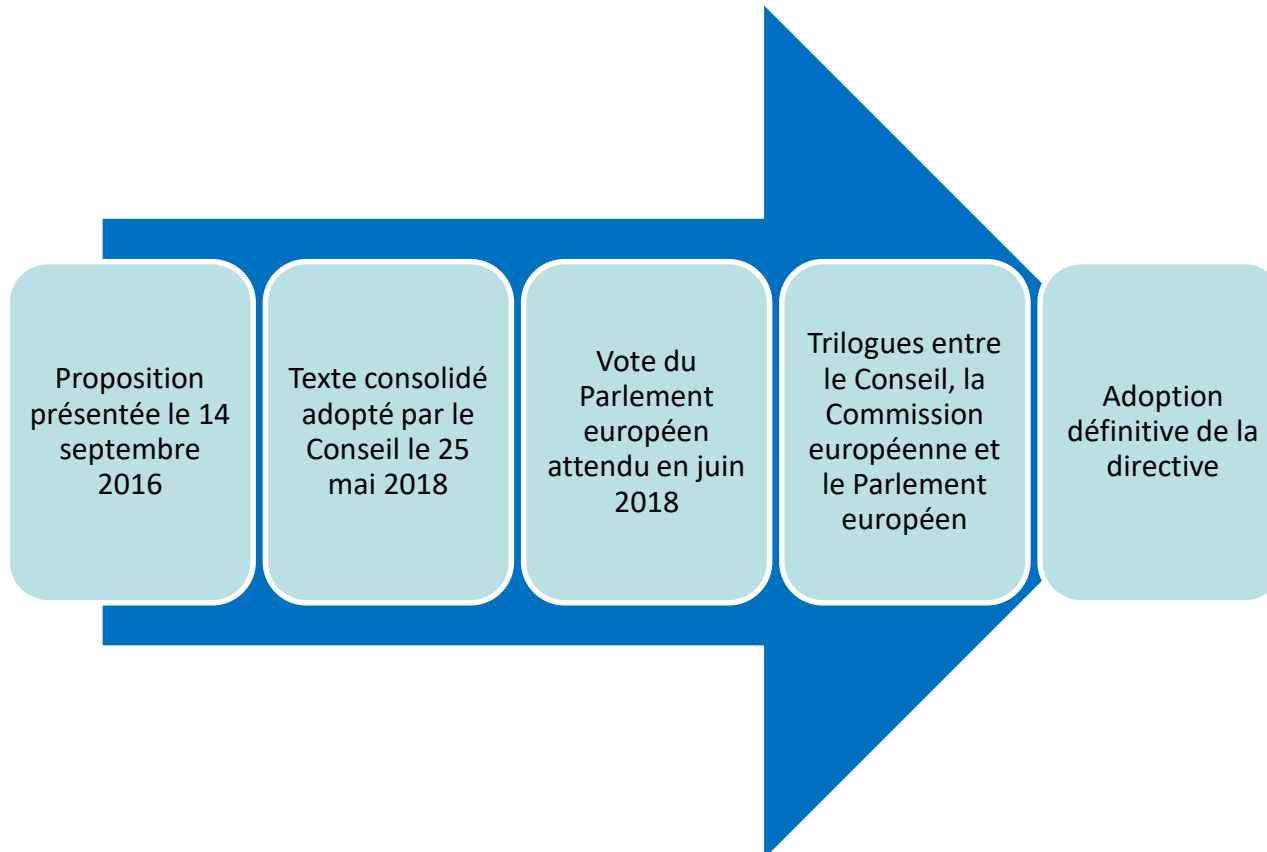 Proposition
présentée le 14
septembre
2016
Texte consolidé
adopté par le
Conseil le 25
mai 2018
Vote du
Parlement
européen
attendu en juin
2018
Trilogues entre
le Conseil, la
Commission
européenne et
le Parlement
européen
Adoption
définitive de la
directive